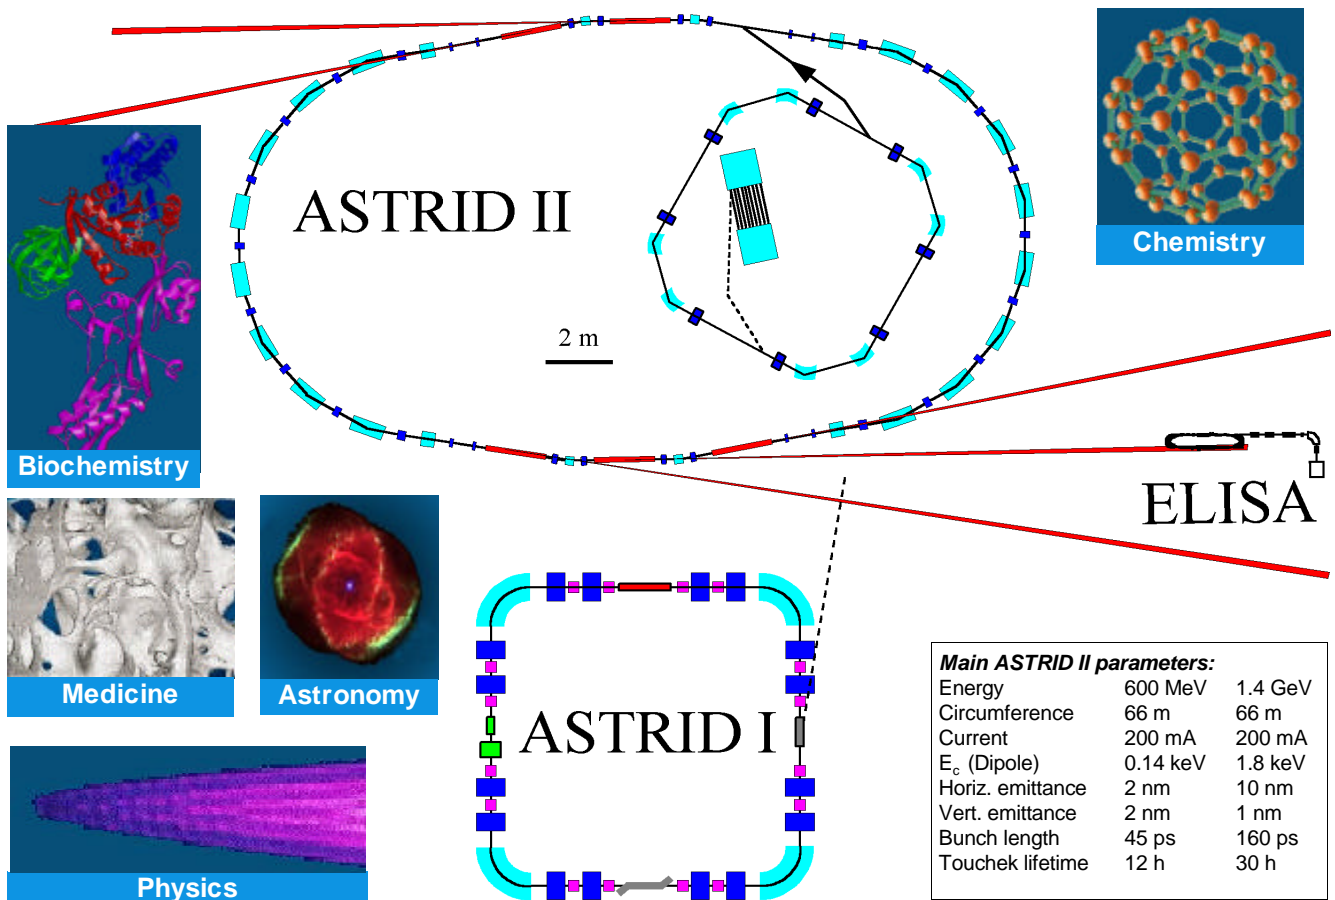 ASTRID II
2 m
Chemistry
Biochemistry
ELISA
Medicine
Astronomy
ASTRID I
Physics
Main ASTRID II parameters:
Energy 600 MeV 1.4 GeV
Circumference 66 m 66 m
Current 200 mA 200 mA
Ec (Dipole) 0.14 keV 1.8 keV
Horiz. emittance 2 nm 10 nm
Vert. emittance 2 nm 1 nm
Bunch length 45 ps 160 ps
Touchek lifetime 12 h 30 h